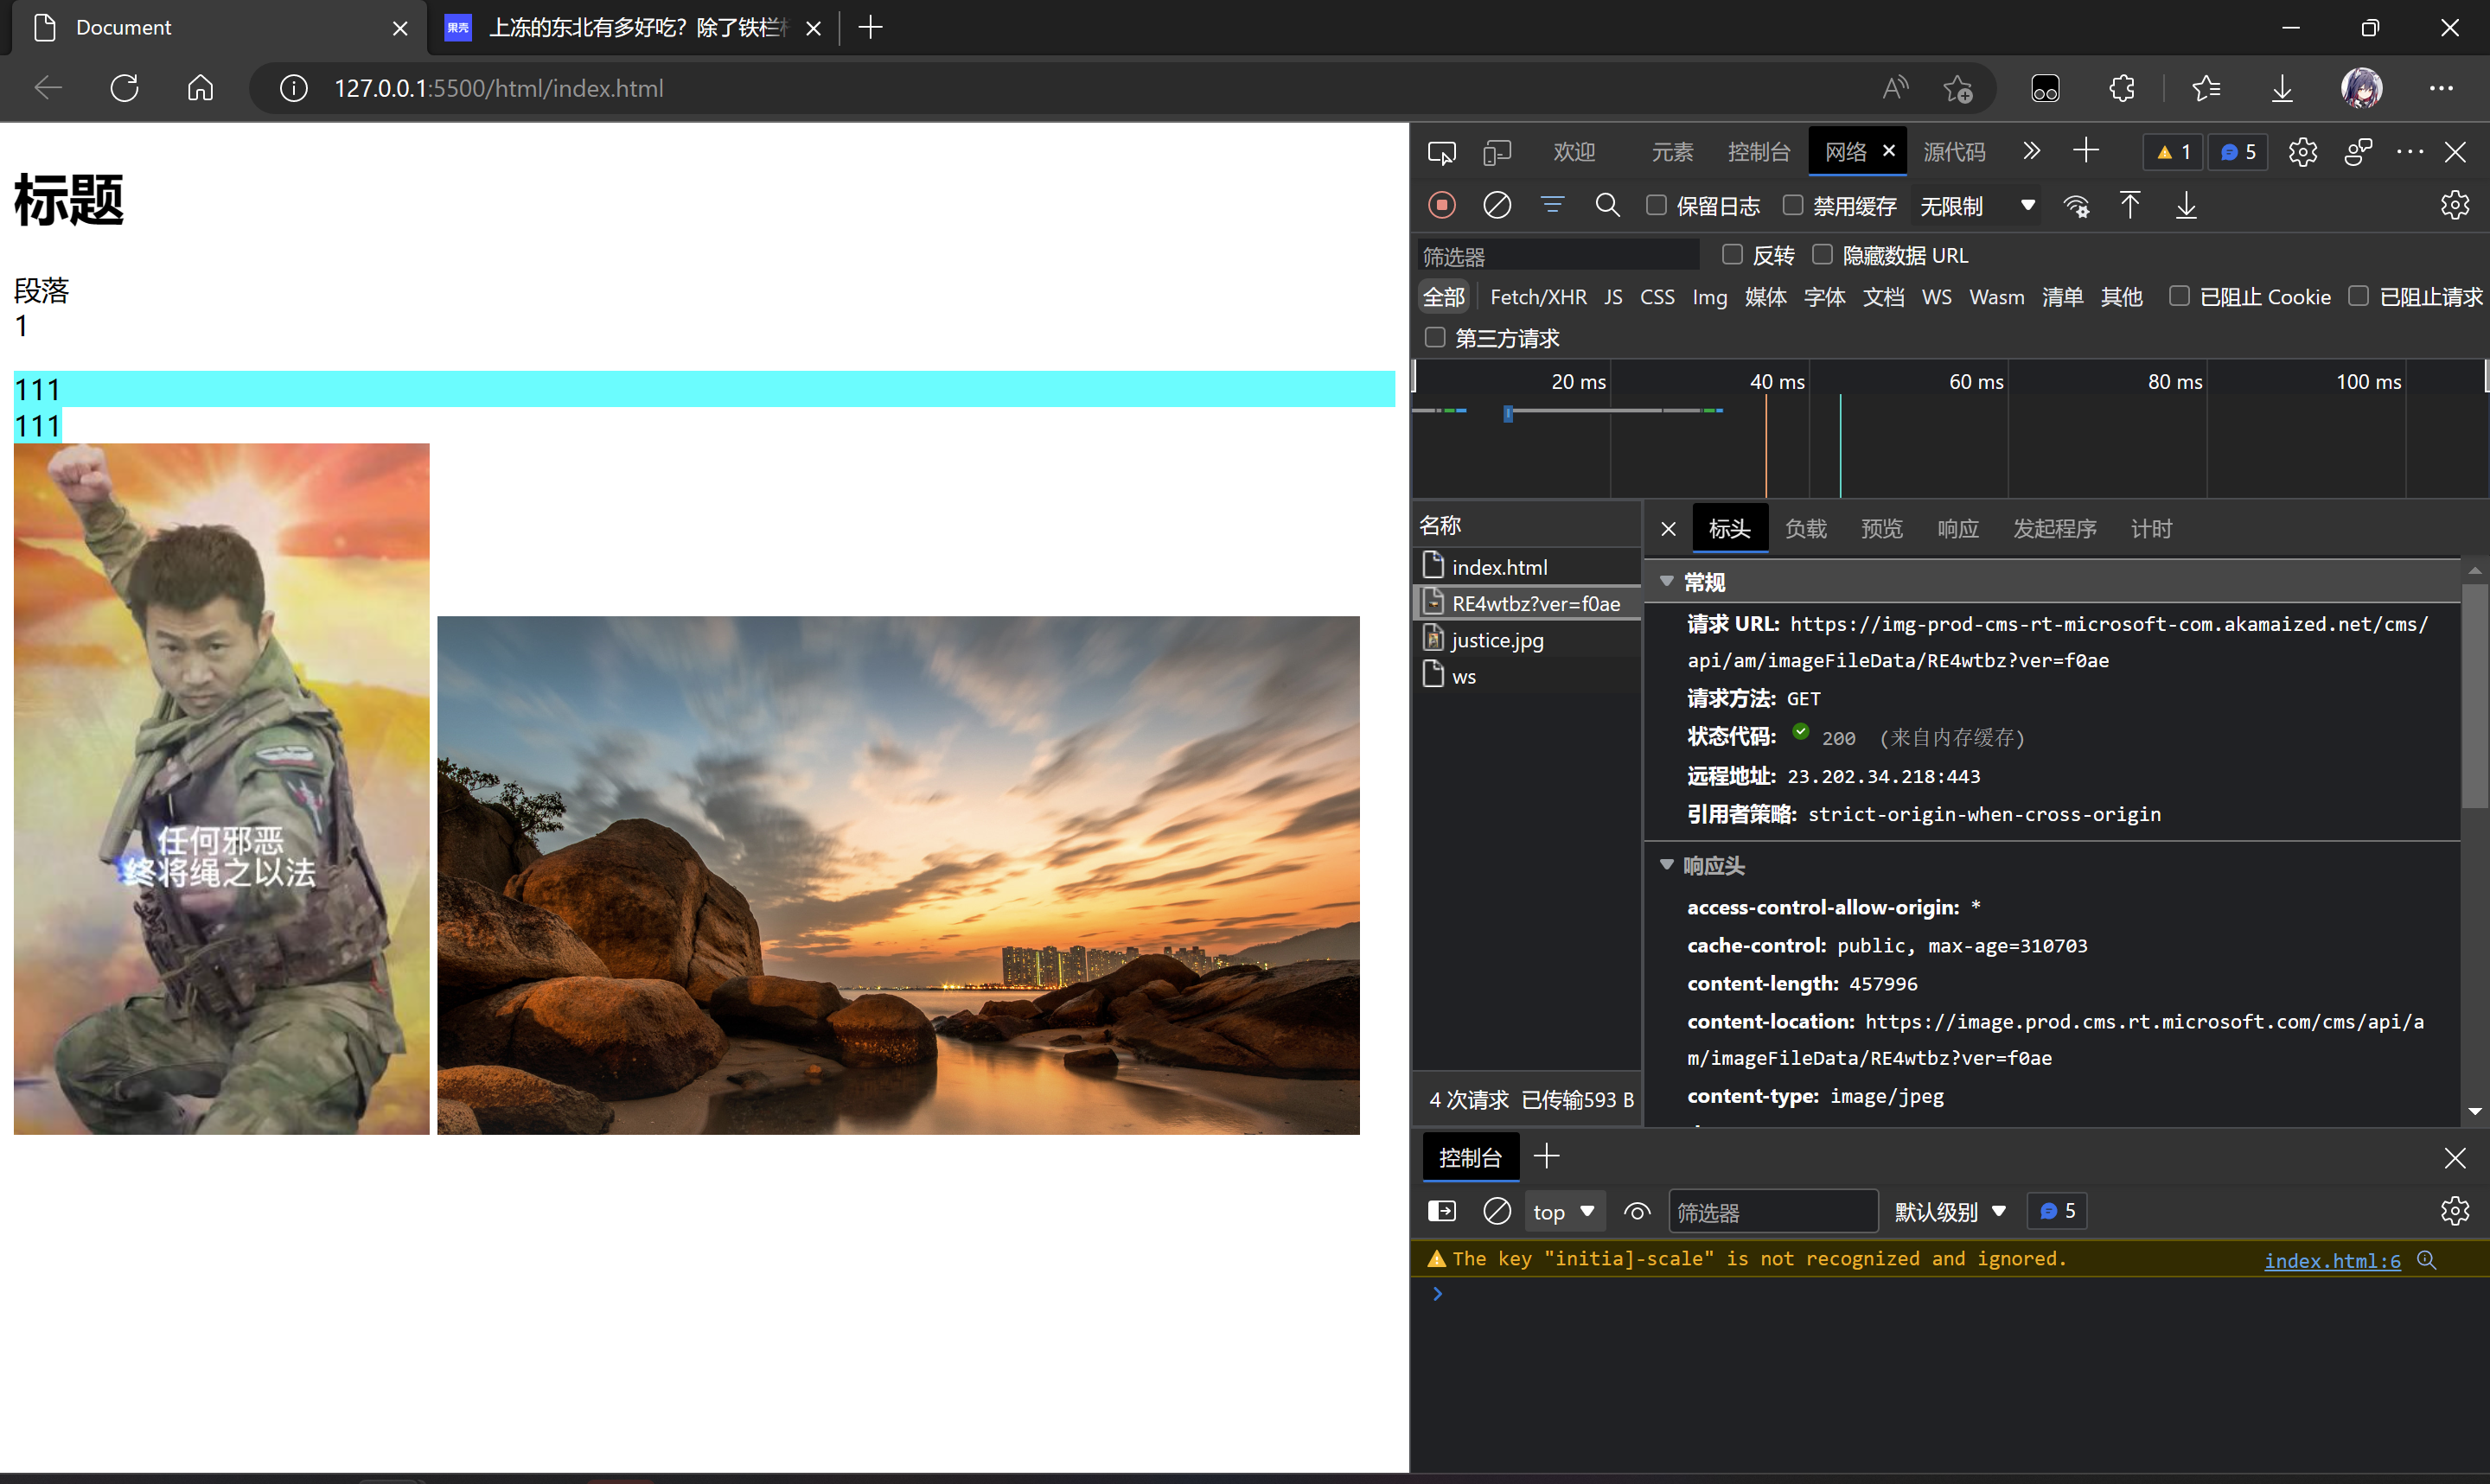 Document
果壳 上冻的东北有多好吃？除了铁栏
127.0.0.1:5500/html/index.html
标题
段落
1
111
111
任何邪恶
终将绳之以法
欢迎 元素 控制台 网络 源代码 1 5
保留日志 禁用缓存 无限制
筛选器 反转 隐藏数据 URL
全部 Fetch/XHR JS CSS Img 媒体 字体 文档 WS Wasm 清单 其他 已阻止 Cookie 已阻止请求
第三方请求
20 ms 40 ms 60 ms 80 ms 100 ms
名称
index.html
RE4wtbz?ver=f0ae
justice.jpg
ws
4 次请求 已传输593 B
标头 负载 预览 响应 发起程序 计时
常规
请求 URL: https://img-prod-cms-rt-microsoft-com.akamaized.net/cms/
api/am/imageFileData/RE4wtbz?ver=f0ae
请求方法: GET
状态代码: 200 (来自内存缓存)
远程地址: 23.202.34.218:443
引用者策略: strict-origin-when-cross-origin
响应头
access-control-allow-origin: *
cache-control: public, max-age=310703
content-length: 457996
content-location: https://image.prod.cms.rt.microsoft.com/cms/api/a
m/imageFileData/RE4wtbz?ver=f0ae
content-type: image/jpeg
控制台
top 筛选器 默认级别 5
The key "initia]-scale" is not recognized and ignored. index.html:6